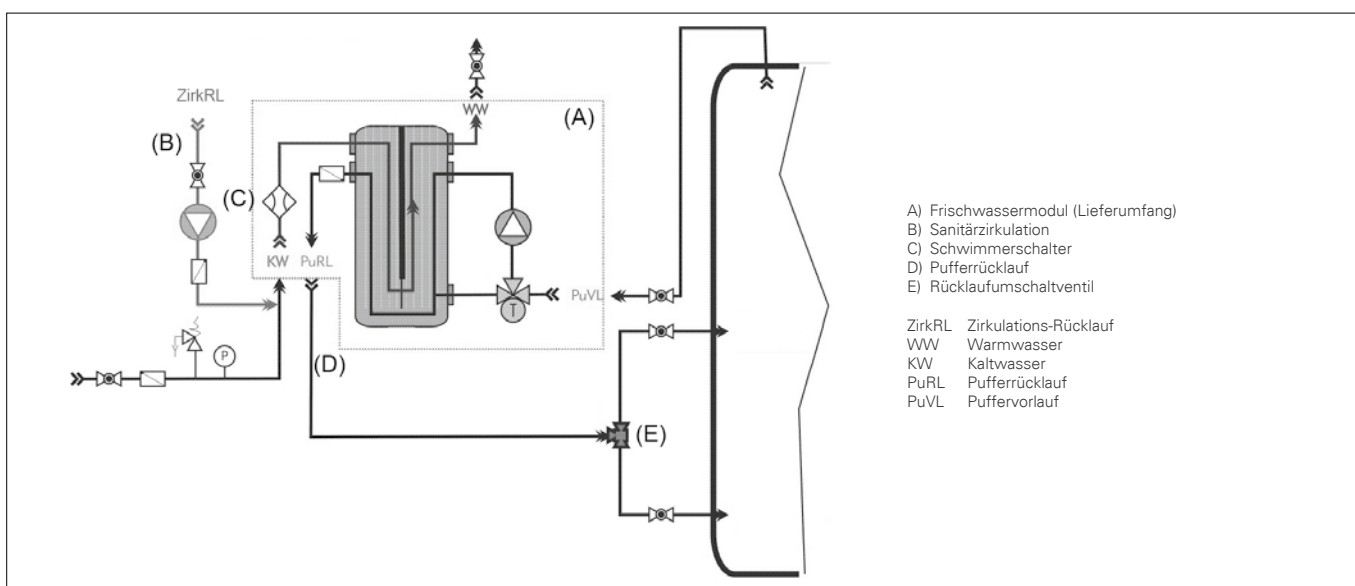 ZirkRL
(B)
WW
(A)
(C)
KW
PuRL
PuVL
T
P
(D)
(E)
A) Frischwassermodul (Lieferumfang)
B) Sanitärzirkulation
C) Schwimmerschalter
D) Pufferrücklauf
E) Rücklaufumschaltventil
ZirkRL Zirkulations-Rücklauf
WW Warmwasser
KW Kaltwasser
PuRL Pufferrücklauf
PuVL Puffervorlauf